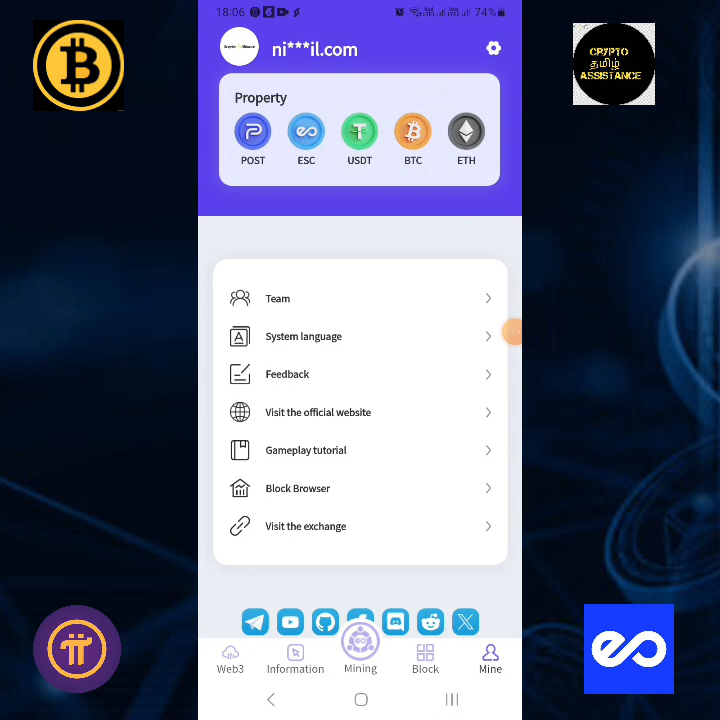 18:06
74%
CRYPTO
தமிழ்
ASSISTANCE
ni***il.com
Property
POST
ESC
USDT
BTC
ETH
Team
System language
Feedback
Visit the official website
Gameplay tutorial
Block Browser
Visit the exchange
Web3
Information
Mining
Block
Mine